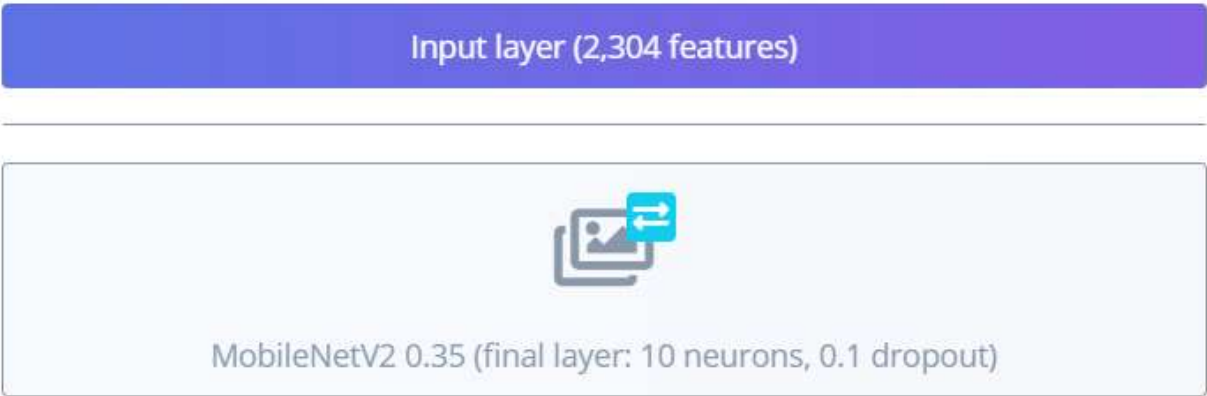 Input layer (2,304 features)
MobileNetV2 0.35 (final layer: 10 neurons, 0.1 dropout)